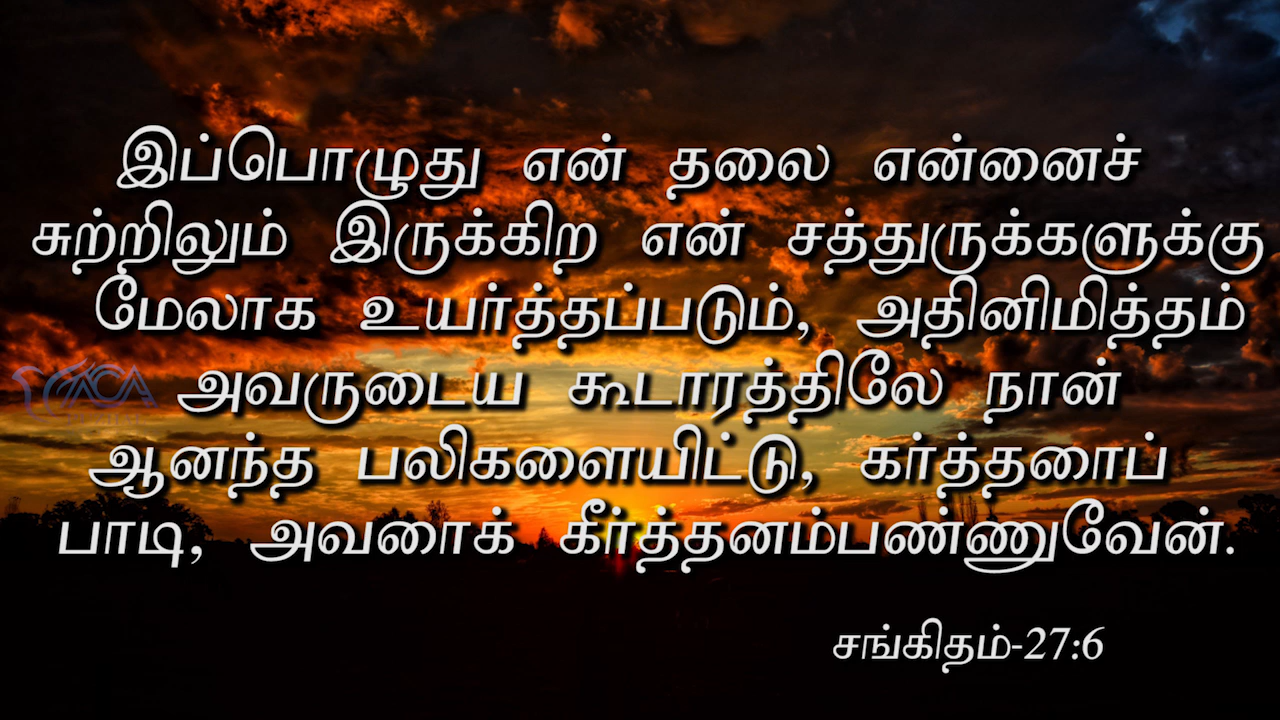 இப்பொழுது என் தலை என்னைச்
சுற்றிலும் இருக்கிற என் சத்துருக்களுக்கு
மேலாக உயர்த்தப்படும், அதினிமித்தம்
அவருடைய கூடாரத்திலே நான்
ஆனந்த பலிகளையிட்டு, கர்த்தரைப்
பாடி, அவரைக் கீர்த்தனம்பண்ணுவேன்.
சங்கிதம்-27:6
ACA